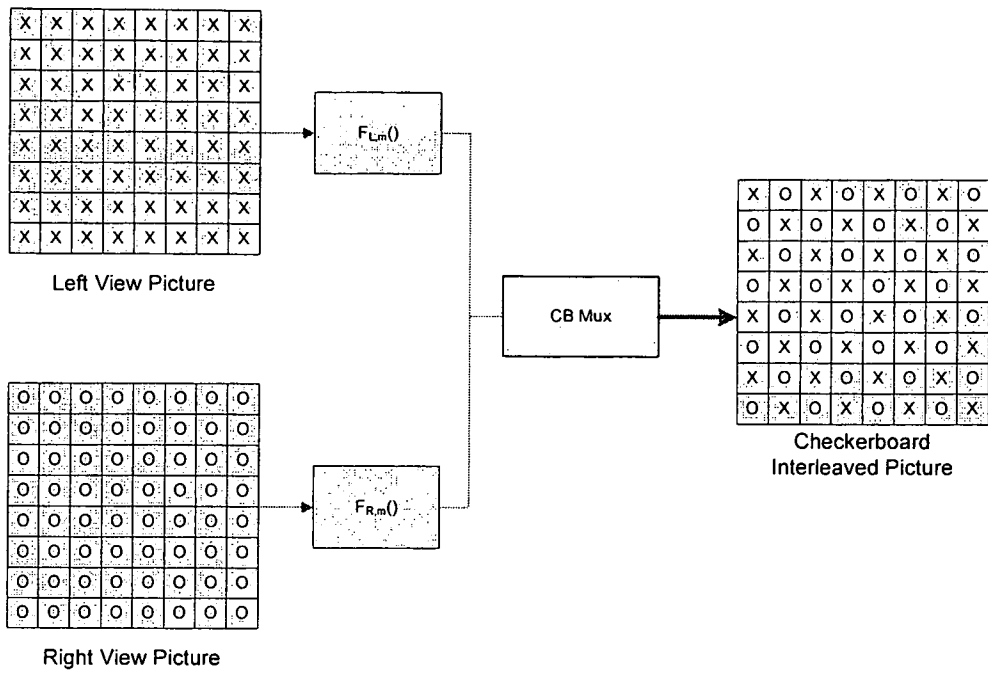 X X X X X X X X
X X X X X X X X
X X X X X X X X
X X X X X X X X
X X X X X X X X
X X X X X X X X
X X X X X X X X
X X X X X X X X
Left View Picture
F_L,m()
CB Mux
X O X O X O X O
O X O X O X O X
X O X O X O X O
O X O X O X O X
X O X O X O X O
O X O X O X O X
X O X O X O X O
O X O X O X O X
Checkerboard
Interleaved Picture
O O O O O O O O
O O O O O O O O
O O O O O O O O
O O O O O O O O
O O O O O O O O
O O O O O O O O
O O O O O O O O
O O O O O O O O
Right View Picture
F_R,m()